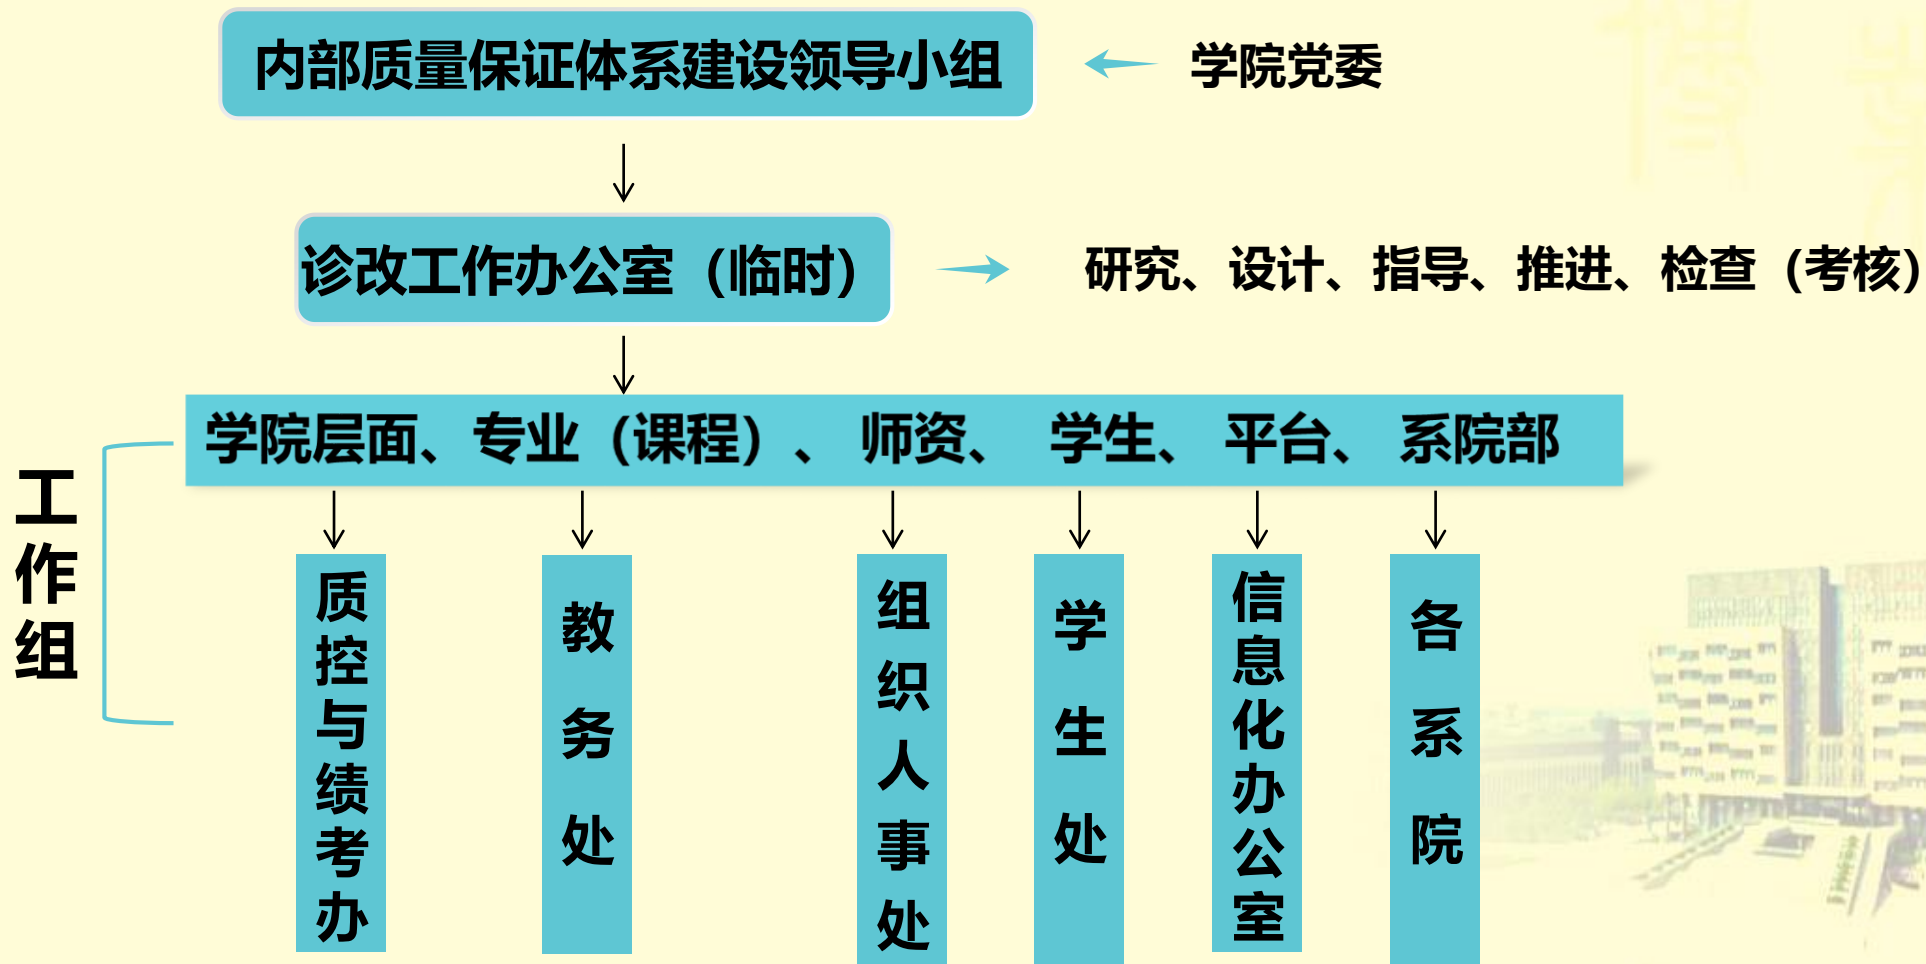 内部质量保证体系建设领导小组
学院党委
诊改工作办公室（临时）
研究、设计、指导、推进、检查（考核）
学院层面、专业（课程）、 师资、 学生、 平台、 系院部
工作组
质控与绩考办
教务处
组织人事处
学生处
信息化办公室
各系院